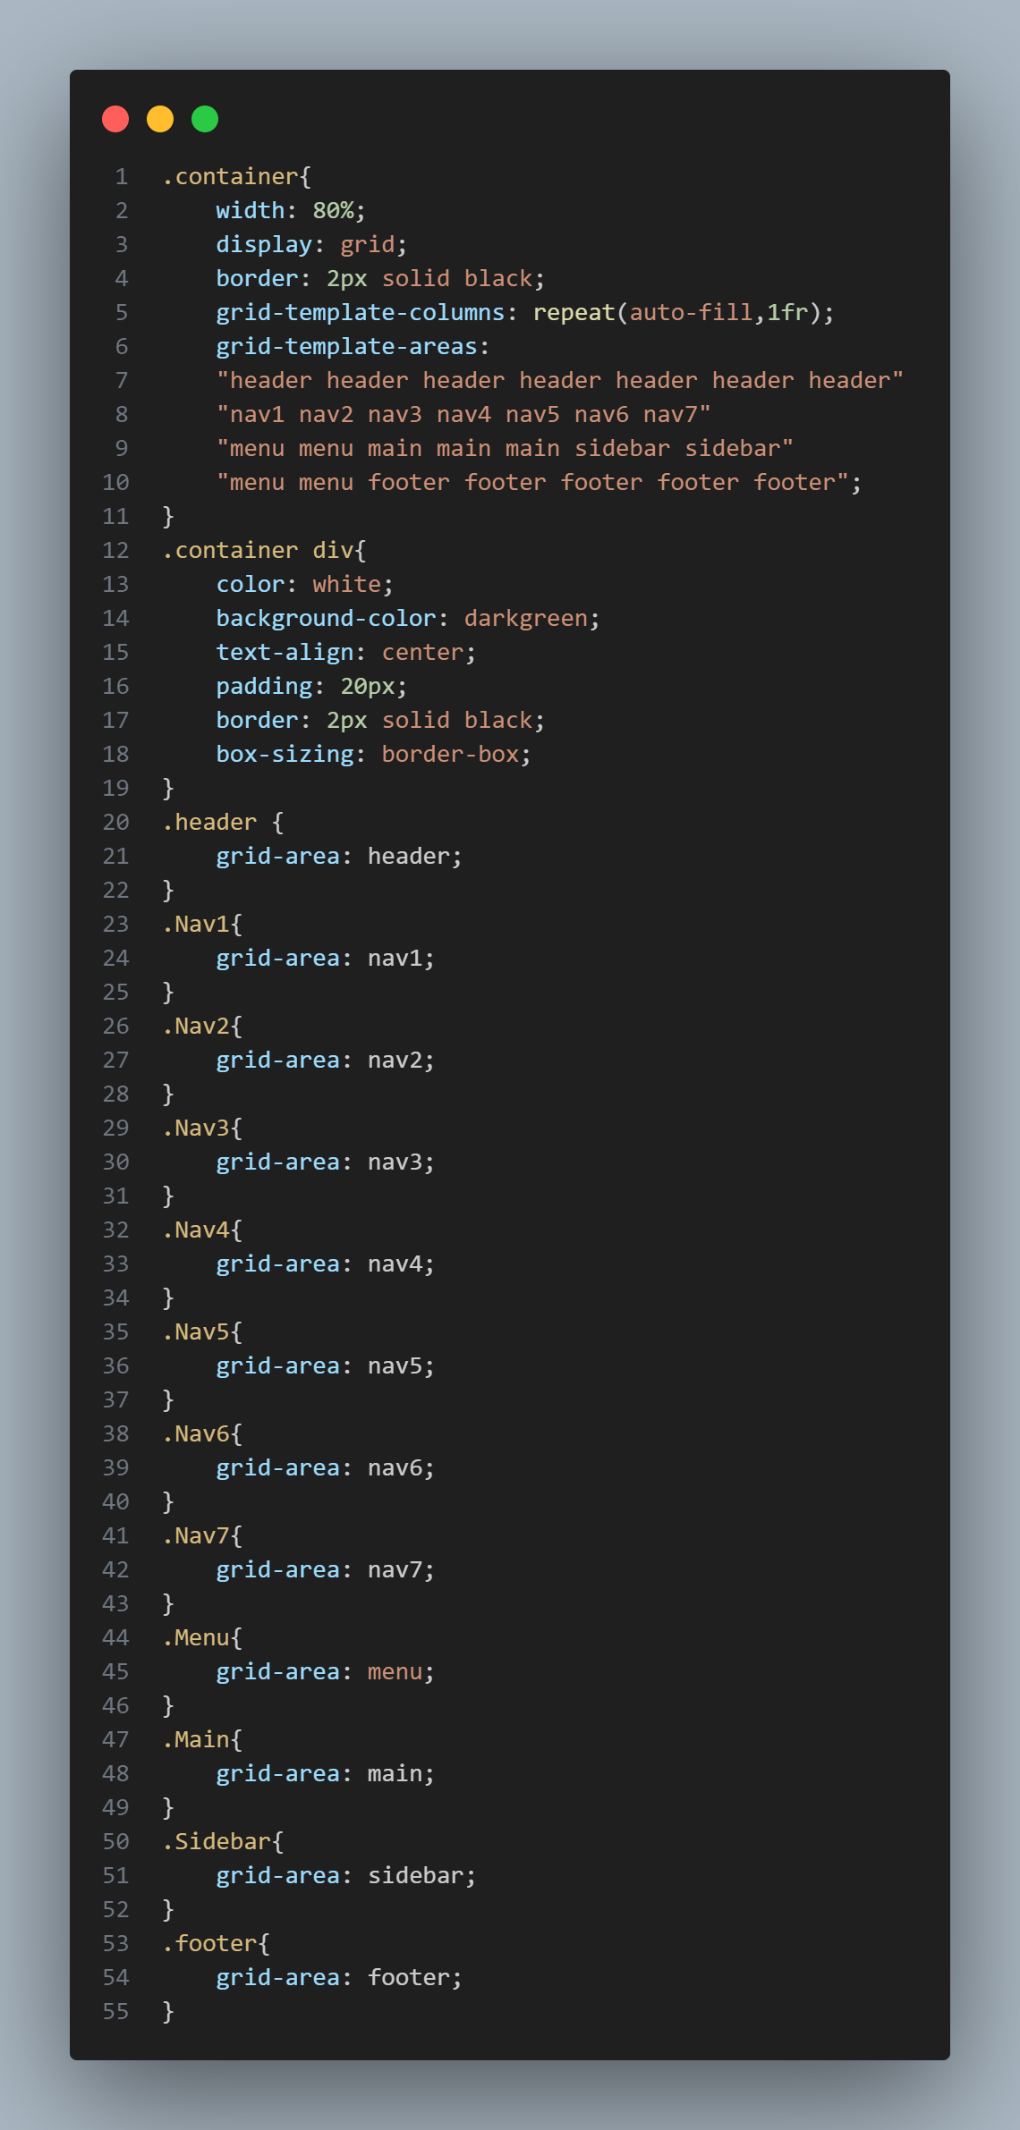 1 .container{
2 width: 80%;
3 display: grid;
4 border: 2px solid black;
5 grid-template-columns: repeat(auto-fill,1fr);
6 grid-template-areas:
7 "header header header header header header header"
8 "nav1 nav2 nav3 nav4 nav5 nav6 nav7"
9 "menu menu main main main sidebar sidebar"
10 "menu menu footer footer footer footer footer";
11 }
12 .container div{
13 color: white;
14 background-color: darkgreen;
15 text-align: center;
16 padding: 20px;
17 border: 2px solid black;
18 box-sizing: border-box;
19 }
20 .header {
21 grid-area: header;
22 }
23 .Nav1{
24 grid-area: nav1;
25 }
26 .Nav2{
27 grid-area: nav2;
28 }
29 .Nav3{
30 grid-area: nav3;
31 }
32 .Nav4{
33 grid-area: nav4;
34 }
35 .Nav5{
36 grid-area: nav5;
37 }
38 .Nav6{
39 grid-area: nav6;
40 }
41 .Nav7{
42 grid-area: nav7;
43 }
44 .Menu{
45 grid-area: menu;
46 }
47 .Main{
48 grid-area: main;
49 }
50 .Sidebar{
51 grid-area: sidebar;
52 }
53 .footer{
54 grid-area: footer;
55 }